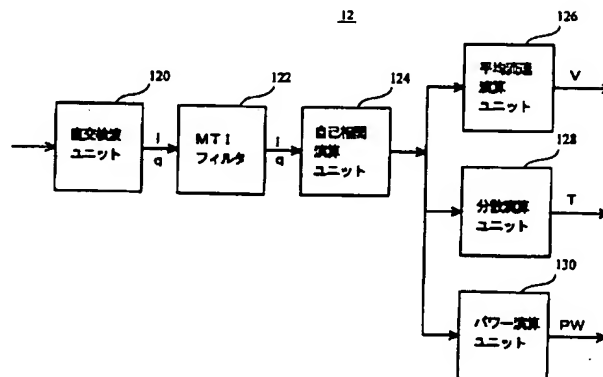 12
120
直交検波
ユニット
i
q
122
MTI
フィルタ
i
q
124
自己相関
演算
ユニット
126
平均流速
演算
ユニット
V
128
分散演算
ユニット
T
130
パワー演算
ユニット
PW